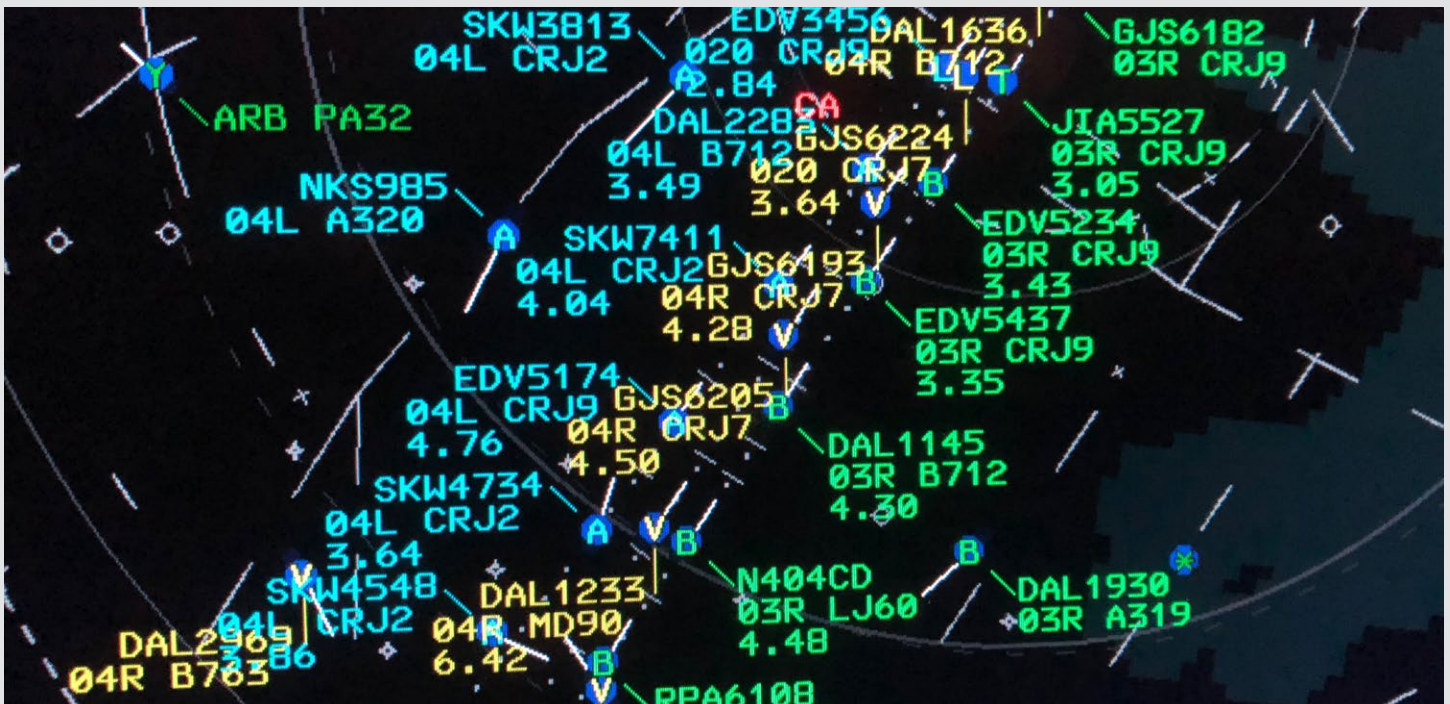 SKW3813
04L CRJ2
EDV3456
020 CRJ9
2.84
DAL1636
04R B712
GJS6182
03R CRJ9
ARB PA32
CA
DAL2283
04L B712
3.49
GJS6224
020 CRJ7
3.64
JIA5527
03R CRJ9
3.05
NKS985
04L A320
EDV5234
03R CRJ9
3.43
SKW7411
04L CRJ2
4.04
GJS6193
04R CRJ7
4.28
EDV5437
03R CRJ9
3.35
EDV5174
04L CRJ9
4.76
GJS6205
04R CRJ7
4.50
DAL1145
03R B712
4.30
SKW4734
04L CRJ2
3.64
N404CD
03R LJ60
4.48
DAL1930
03R A319
SKW4548
04L CRJ2
3.86
DAL1233
04R MD90
6.42
DAL2969
04R B763
RPA6108
Y
A
L
L
T
A
V
B
A
A
V
B
A
B
A
V
B
B
*
V
A
B
V